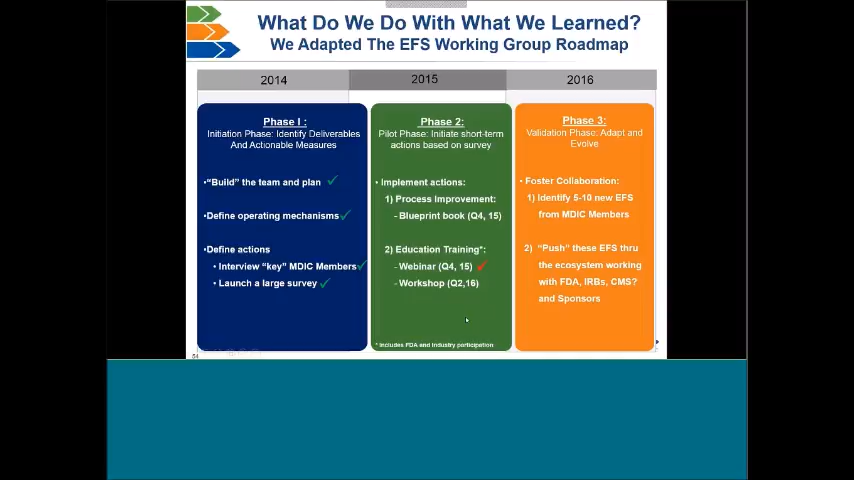 What Do We Do With What We Learned?
We Adapted The EFS Working Group Roadmap
2014
2015
2016
Phase I :
Initiation Phase: Identify Deliverables
And Actionable Measures
•"Build" the team and plan ✓
•Define operating mechanisms ✓
•Define actions
• Interview "key" MDIC Members ✓
• Launch a large survey ✓
Phase 2:
Pilot Phase: Initiate short-term
actions based on survey
• Implement actions:
1) Process Improvement:
- Blueprint book (Q4, 15)
2) Education Training*:
- Webinar (Q4, 15) ✓
- Workshop (Q2,16)
* Includes FDA and Industry participation
Phase 3:
Validation Phase: Adapt and
Evolve
• Foster Collaboration:
1) Identify 5-10 new EFS
from MDIC Members
2) "Push" these EFS thru
the ecosystem working
with FDA, IRBs, CMS?
and Sponsors
54